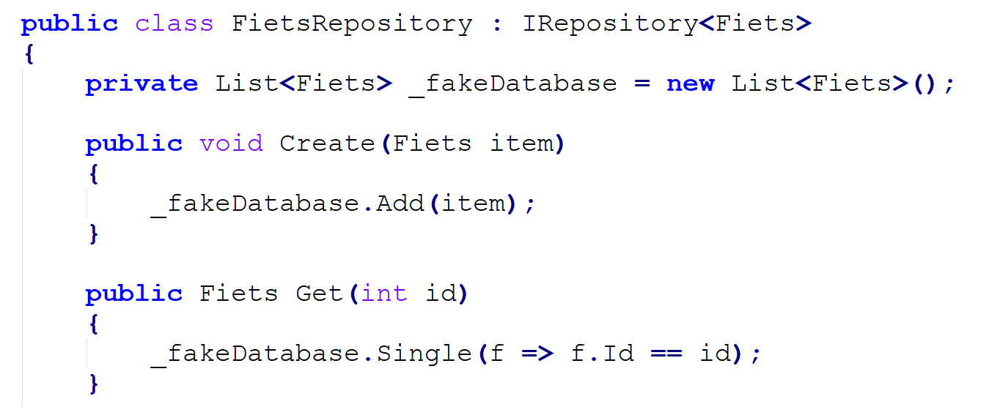 public class FietsRepository : IRepository<Fiets>
{
    private List<Fiets> _fakeDatabase = new List<Fiets>();
    public void Create(Fiets item)
    {
        _fakeDatabase.Add(item);
    }
    public Fiets Get(int id)
    {
        _fakeDatabase.Single(f => f.Id == id);
    }